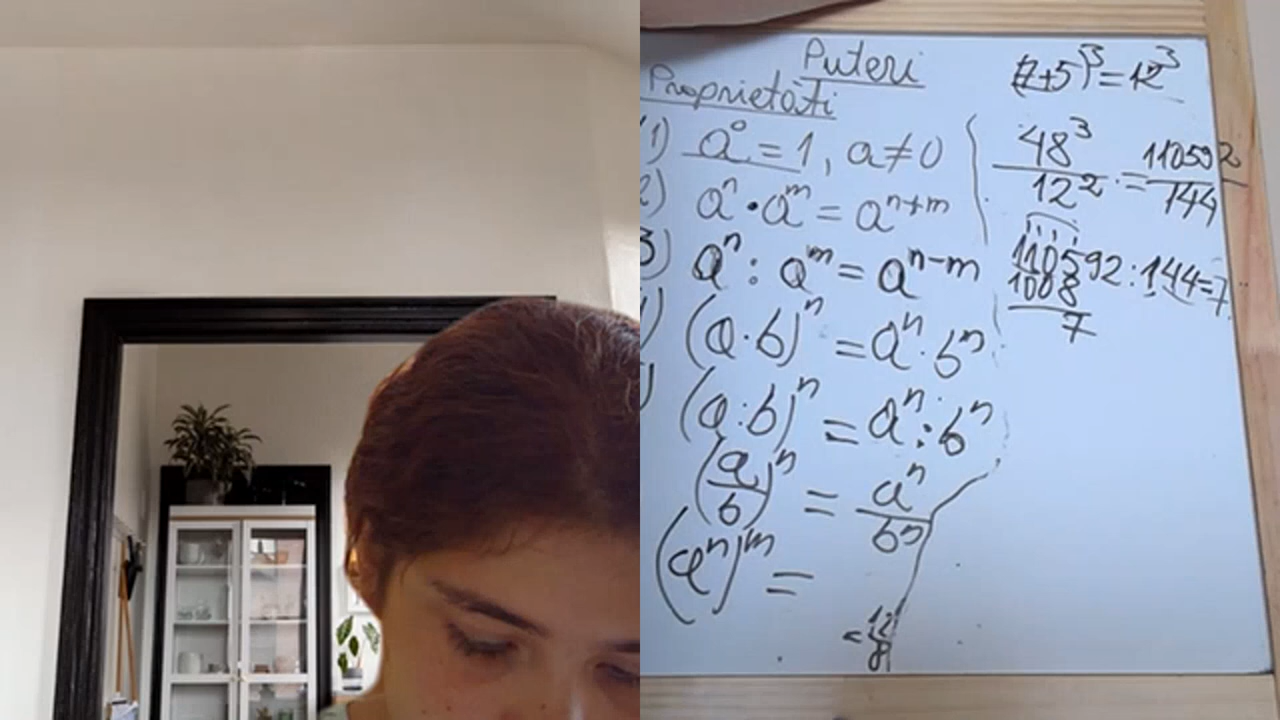 Puteri
Proprietăți
1) a⁰ = 1, a ≠ 0
2) aⁿ • aᵐ = aⁿ⁺ᵐ
3) aⁿ : aᵐ = aⁿ⁻ᵐ
(a·b)ⁿ = aⁿ · bⁿ
(a:b)ⁿ = aⁿ : bⁿ
(a/b)ⁿ = aⁿ/bⁿ
(aⁿ)ᵐ =
(7+5)³ = 12³
48³/12² = 110592/144
110592 : 144 = 7
1008
7